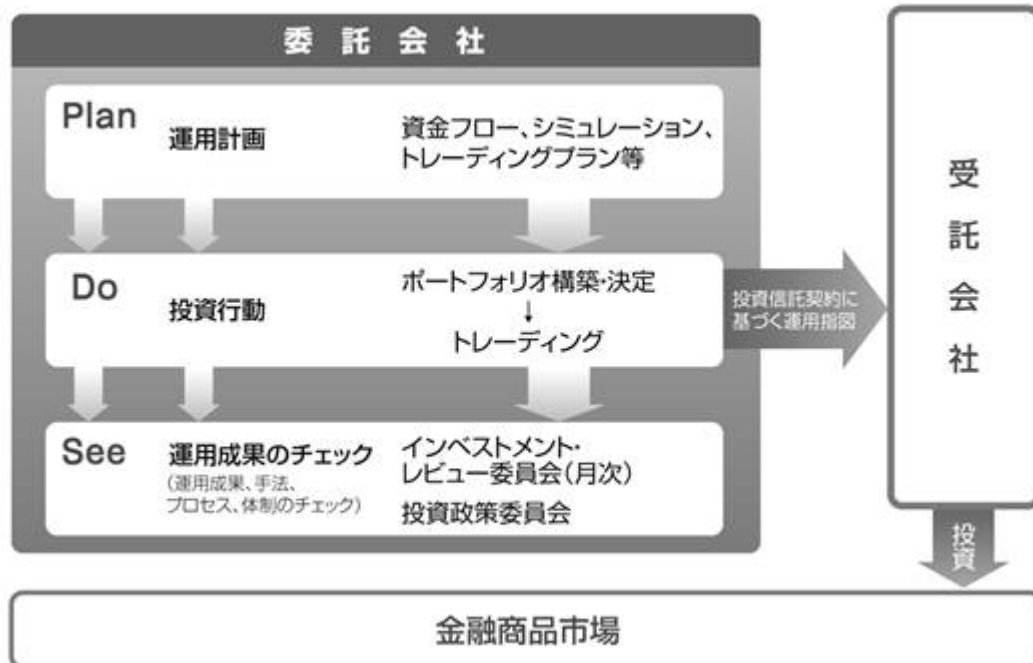 委託会社
Plan
運用計画
資金フロー、シミュレーション、
トレーディングプラン等
Do
投資行動
ポートフォリオ構築・決定
↓
トレーディング
投資信託契約に
基づく運用指図
See
運用成果のチェック
(運用成果、手法、
プロセス、体制のチェック)
インベストメント・
レビュー委員会(月次)
投資政策委員会
受託会社
投資
金融商品市場